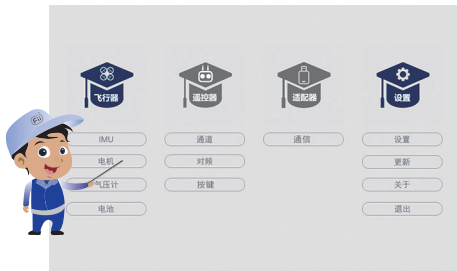 飞行器
遥控器
适配器
设置
IMU
通道
通信
设置
电机
对频
更新
气压计
按键
关于
电池
退出
Fii